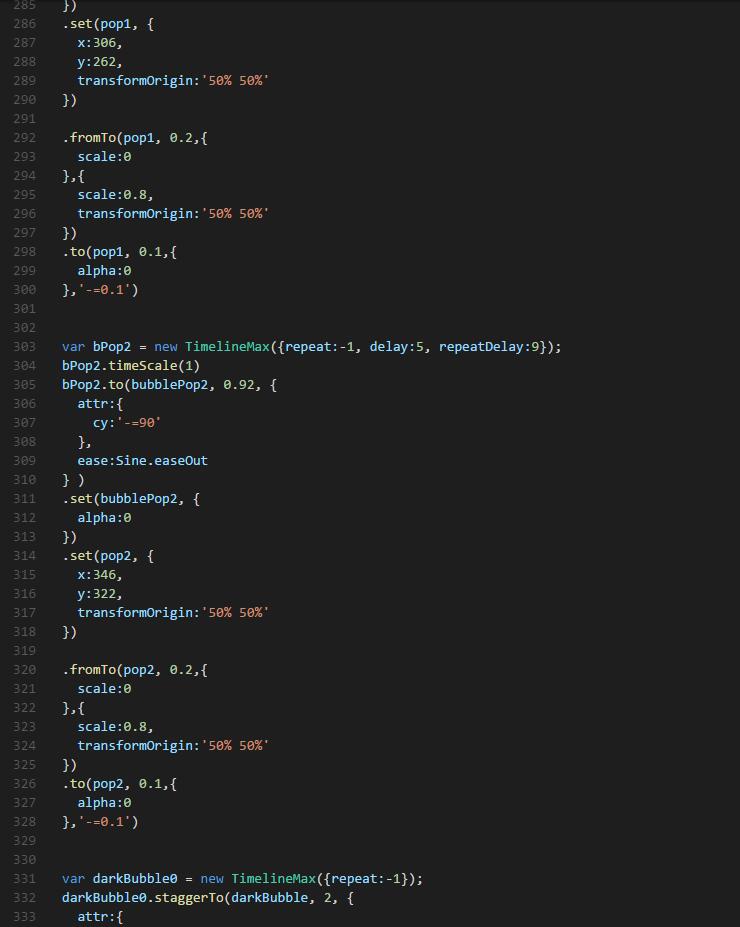 285 })
286 .set(pop1, {
287 x:306,
288 y:262,
289 transformOrigin:'50% 50%'
290 })
291
292 .fromTo(pop1, 0.2,{
293 scale:0
294 },{
295 scale:0.8,
296 transformOrigin:'50% 50%'
297 })
298 .to(pop1, 0.1,{
299 alpha:0
300 },'-=0.1')
301
302
303 var bPop2 = new TimelineMax({repeat:-1, delay:5, repeatDelay:9});
304 bPop2.timeScale(1)
305 bPop2.to(bubblePop2, 0.92, {
306 attr:{
307 cy:'-=90'
308 },
309 ease:Sine.easeOut
310 } )
311 .set(bubblePop2, {
312 alpha:0
313 })
314 .set(pop2, {
315 x:346,
316 y:322,
317 transformOrigin:'50% 50%'
318 })
319
320 .fromTo(pop2, 0.2,{
321 scale:0
322 },{
323 scale:0.8,
324 transformOrigin:'50% 50%'
325 })
326 .to(pop2, 0.1,{
327 alpha:0
328 },'-=0.1')
329
330
331 var darkBubble0 = new TimelineMax({repeat:-1});
332 darkBubble0.staggerTo(darkBubble, 2, {
333 attr:{